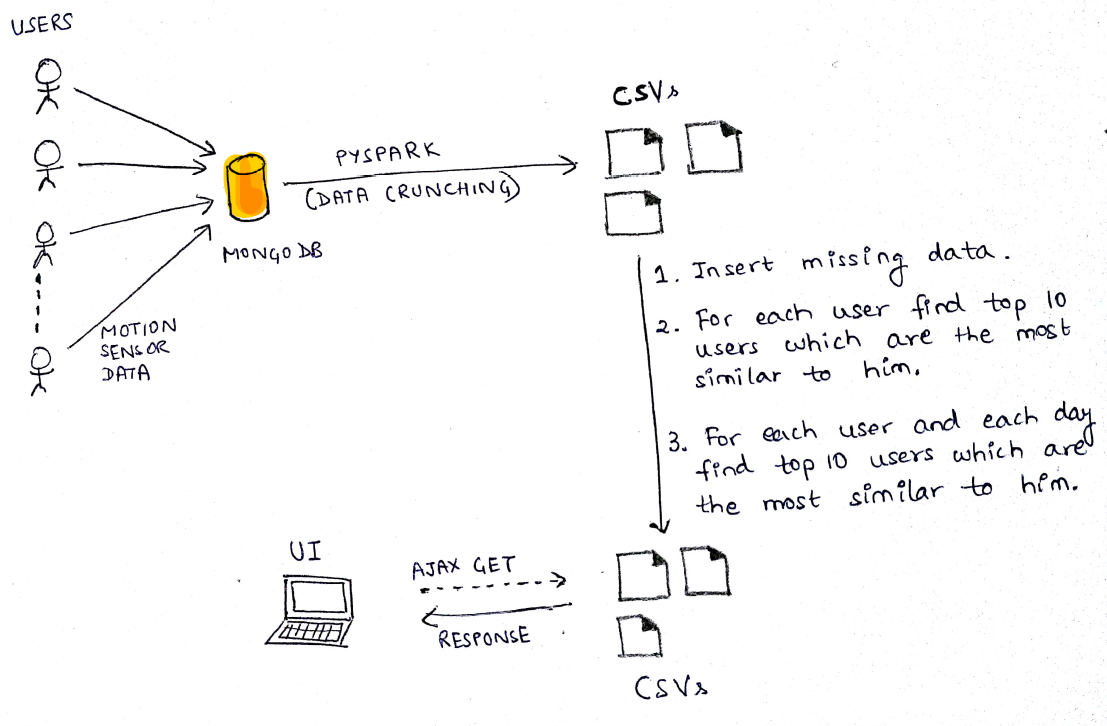 USERS
CSVs
PYSPARK
(DATA CRUNCHING)
MONGO DB
MOTION
SENSOR
DATA
1. Insert missing data.
2. For each user find top 10
users which are the most
similar to him.
3. For each user and each day
find top 10 users which are
the most similar to him.
UI
AJAX GET
RESPONSE
CSVs